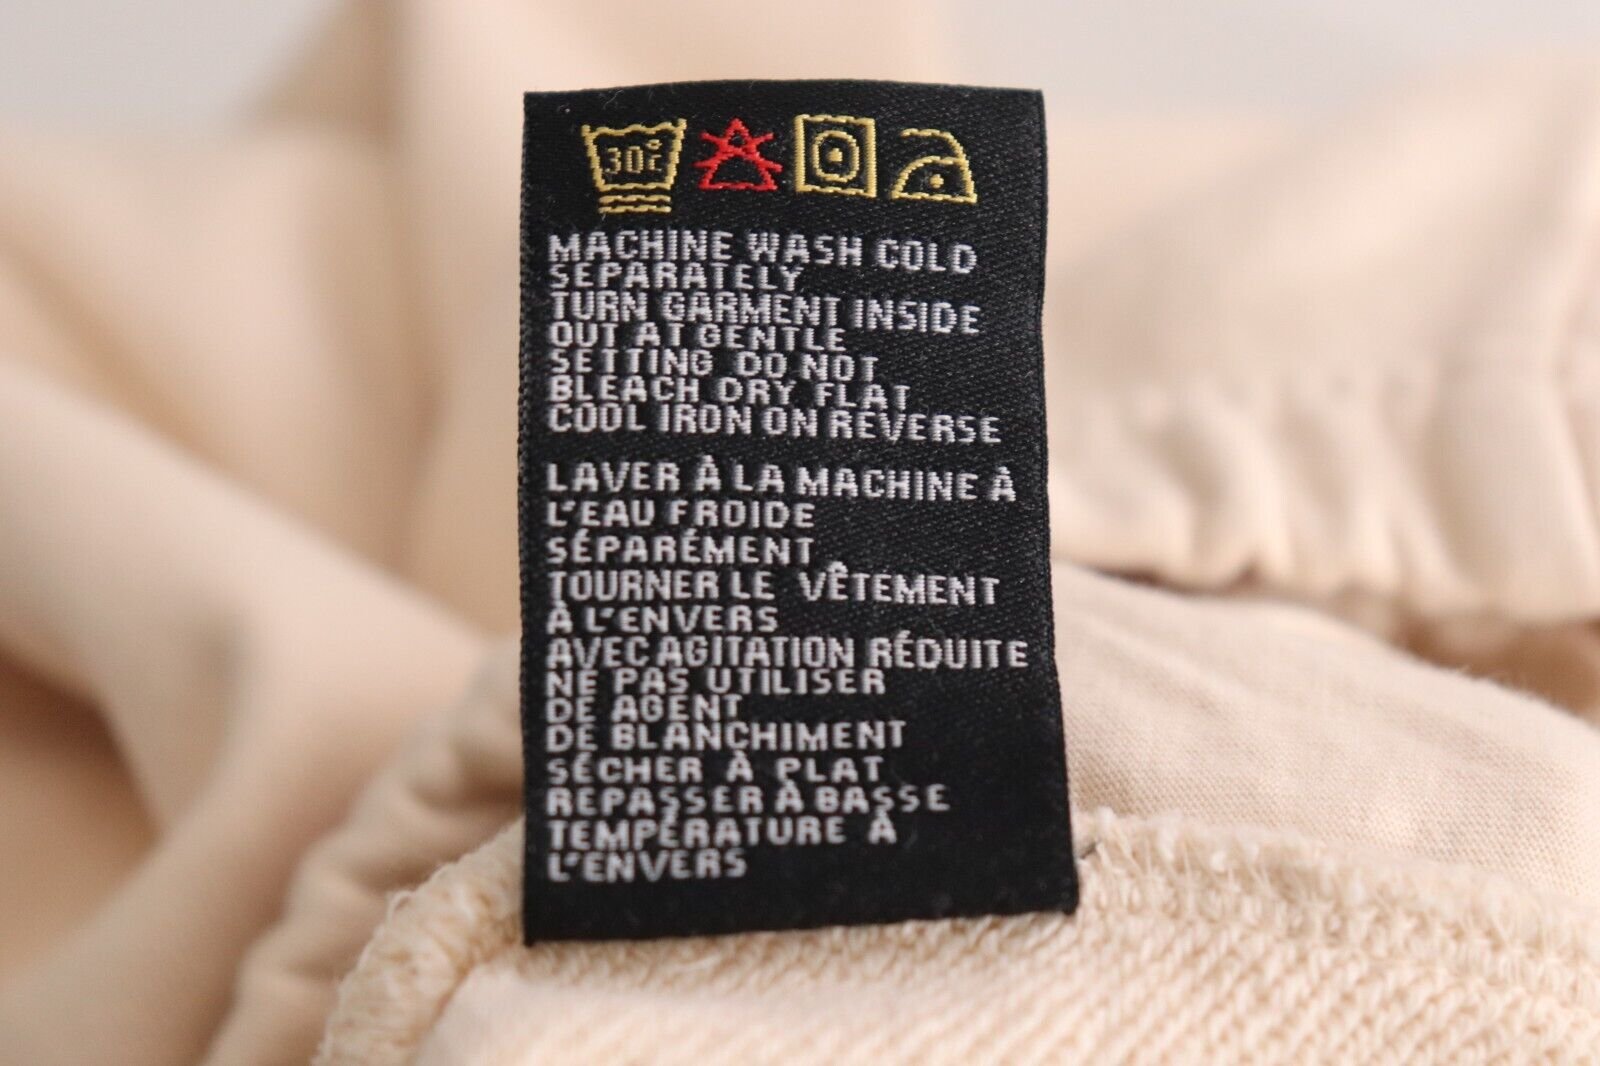 30°c
MACHINE WASH COLD
SEPARATELY
TURN GARMENT INSIDE
OUT AT GENTLE
SETTING DO NOT
BLEACH DRY FLAT
COOL IRON ON REVERSE
LAVER À LA MACHINE À
L'EAU FROIDE
SÉPARÉMENT
TOURNER LE VÊTEMENT
À L'ENVERS
AVEC AGITATION RÉDUITE
NE PAS UTILISER
DE AGENT
DE BLANCHIMENT
SÉCHER À PLAT
REPASSER À BASSE
TEMPÉRATURE À
L'ENVERS